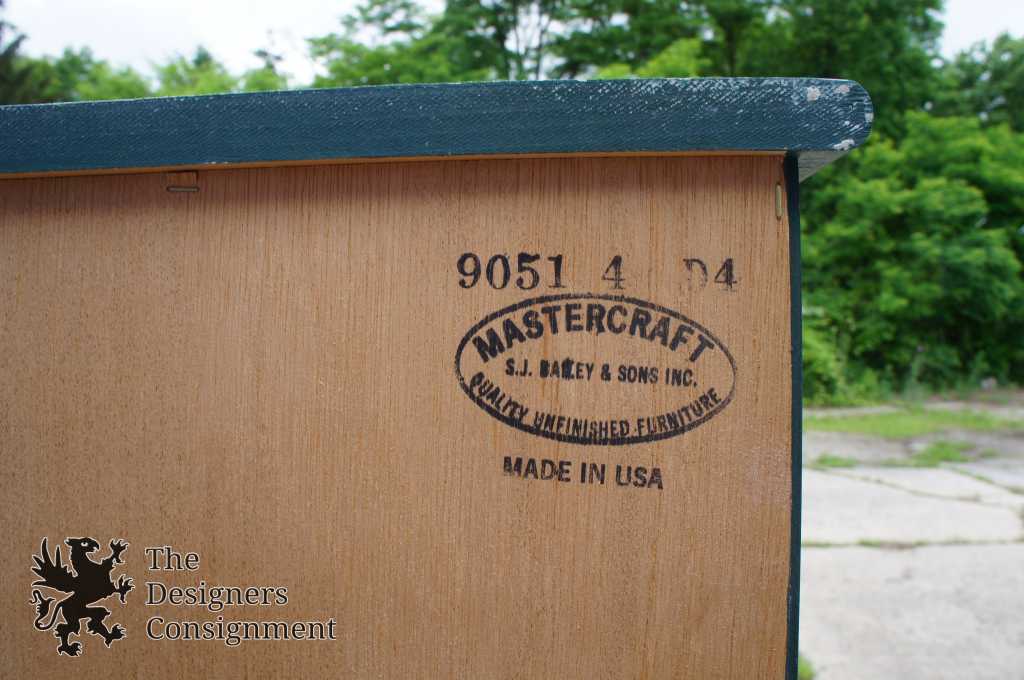 9051 4 D4
MASTERCRAFT
S.J. BAILEY & SONS INC.
QUALITY UNFINISHED FURNITURE
MADE IN USA
The
Designers
Consignment